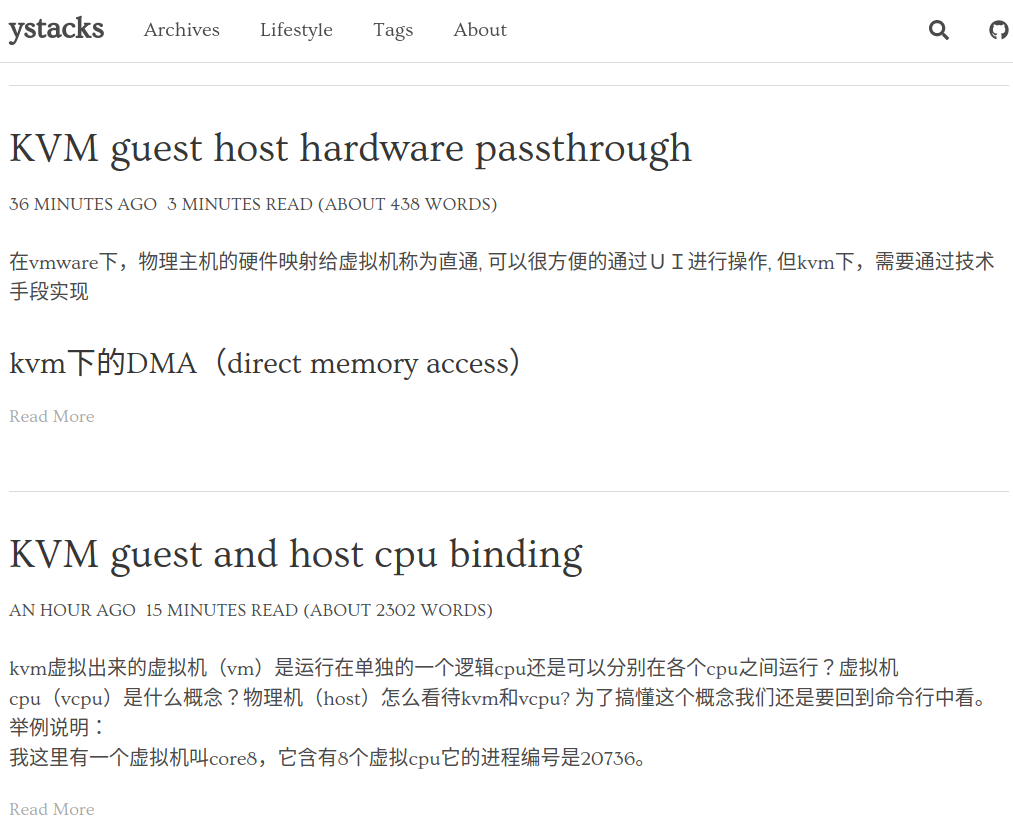 ystacks Archives Lifestyle Tags About
KVM guest host hardware passthrough
36 MINUTES AGO 3 MINUTES READ (ABOUT 438 WORDS)
在vmware下，物理主机的硬件映射给虚拟机称为直通, 可以很方便的通过ＵＩ进行操作, 但kvm下，需要通过技术
手段实现
kvm下的DMA（direct memory access）
Read More
KVM guest and host cpu binding
AN HOUR AGO 15 MINUTES READ (ABOUT 2302 WORDS)
kvm虚拟出来的虚拟机（vm）是运行在单独的一个逻辑cpu还是可以分别在各个cpu之间运行？虚拟机
cpu（vcpu）是什么概念？物理机（host）怎么看待kvm和vcpu? 为了搞懂这个概念我们还是要回到命令行中看。
举例说明：
我这里有一个虚拟机叫core8，它含有8个虚拟cpu它的进程编号是20736。
Read More